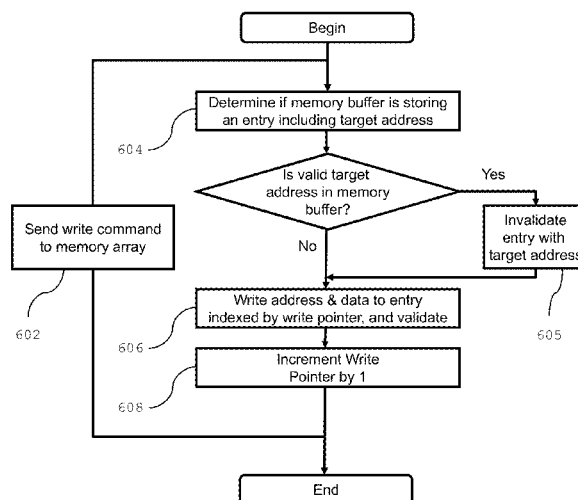 Begin
Determine if memory buffer is storing
an entry including target address
604
Is valid target
address in memory
buffer?
Yes
No
Send write command
to memory array
602
Invalidate
entry with
target address
605
Write address & data to entry
indexed by write pointer, and validate
606
Increment Write
Pointer by 1
608
End